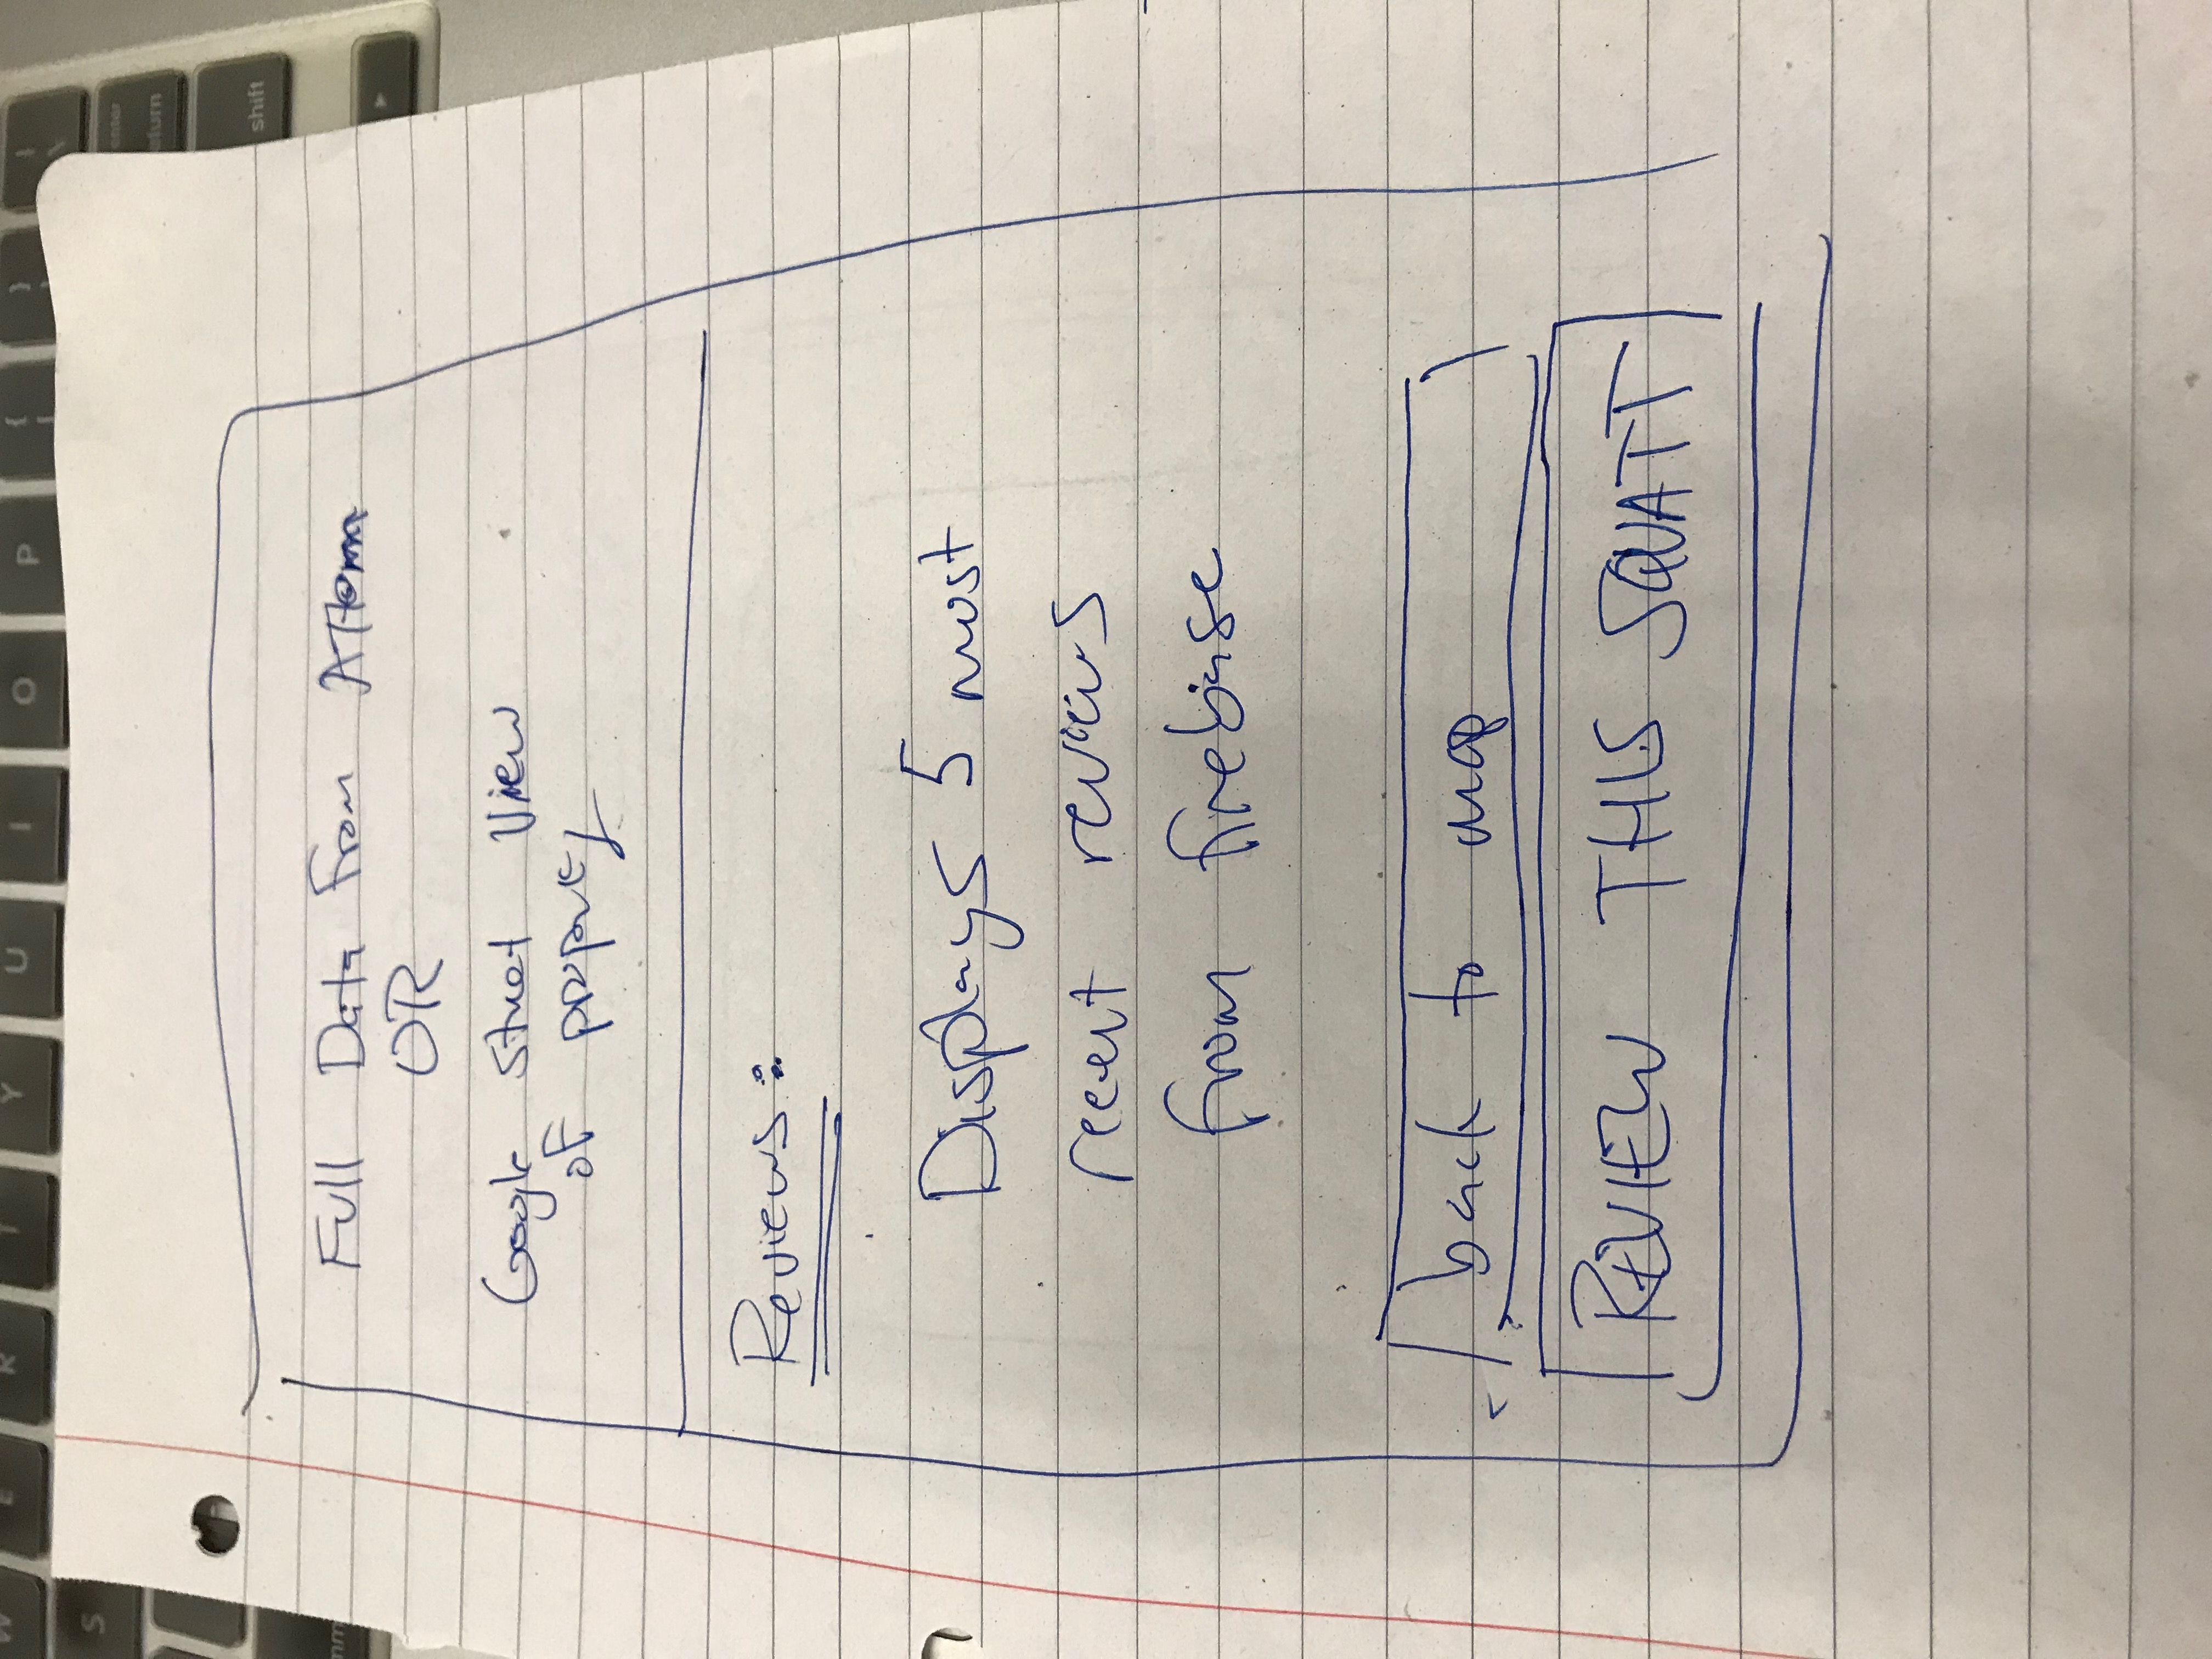 W E R T Y U I O P { [ } ] | \
S
enter
return
shift
Full Data From ATTom
OR
Google Street View
of property
Reviews:
Displays 5 most
recent reviews
from firebase
back to map
REVIEW THIS SQUATT